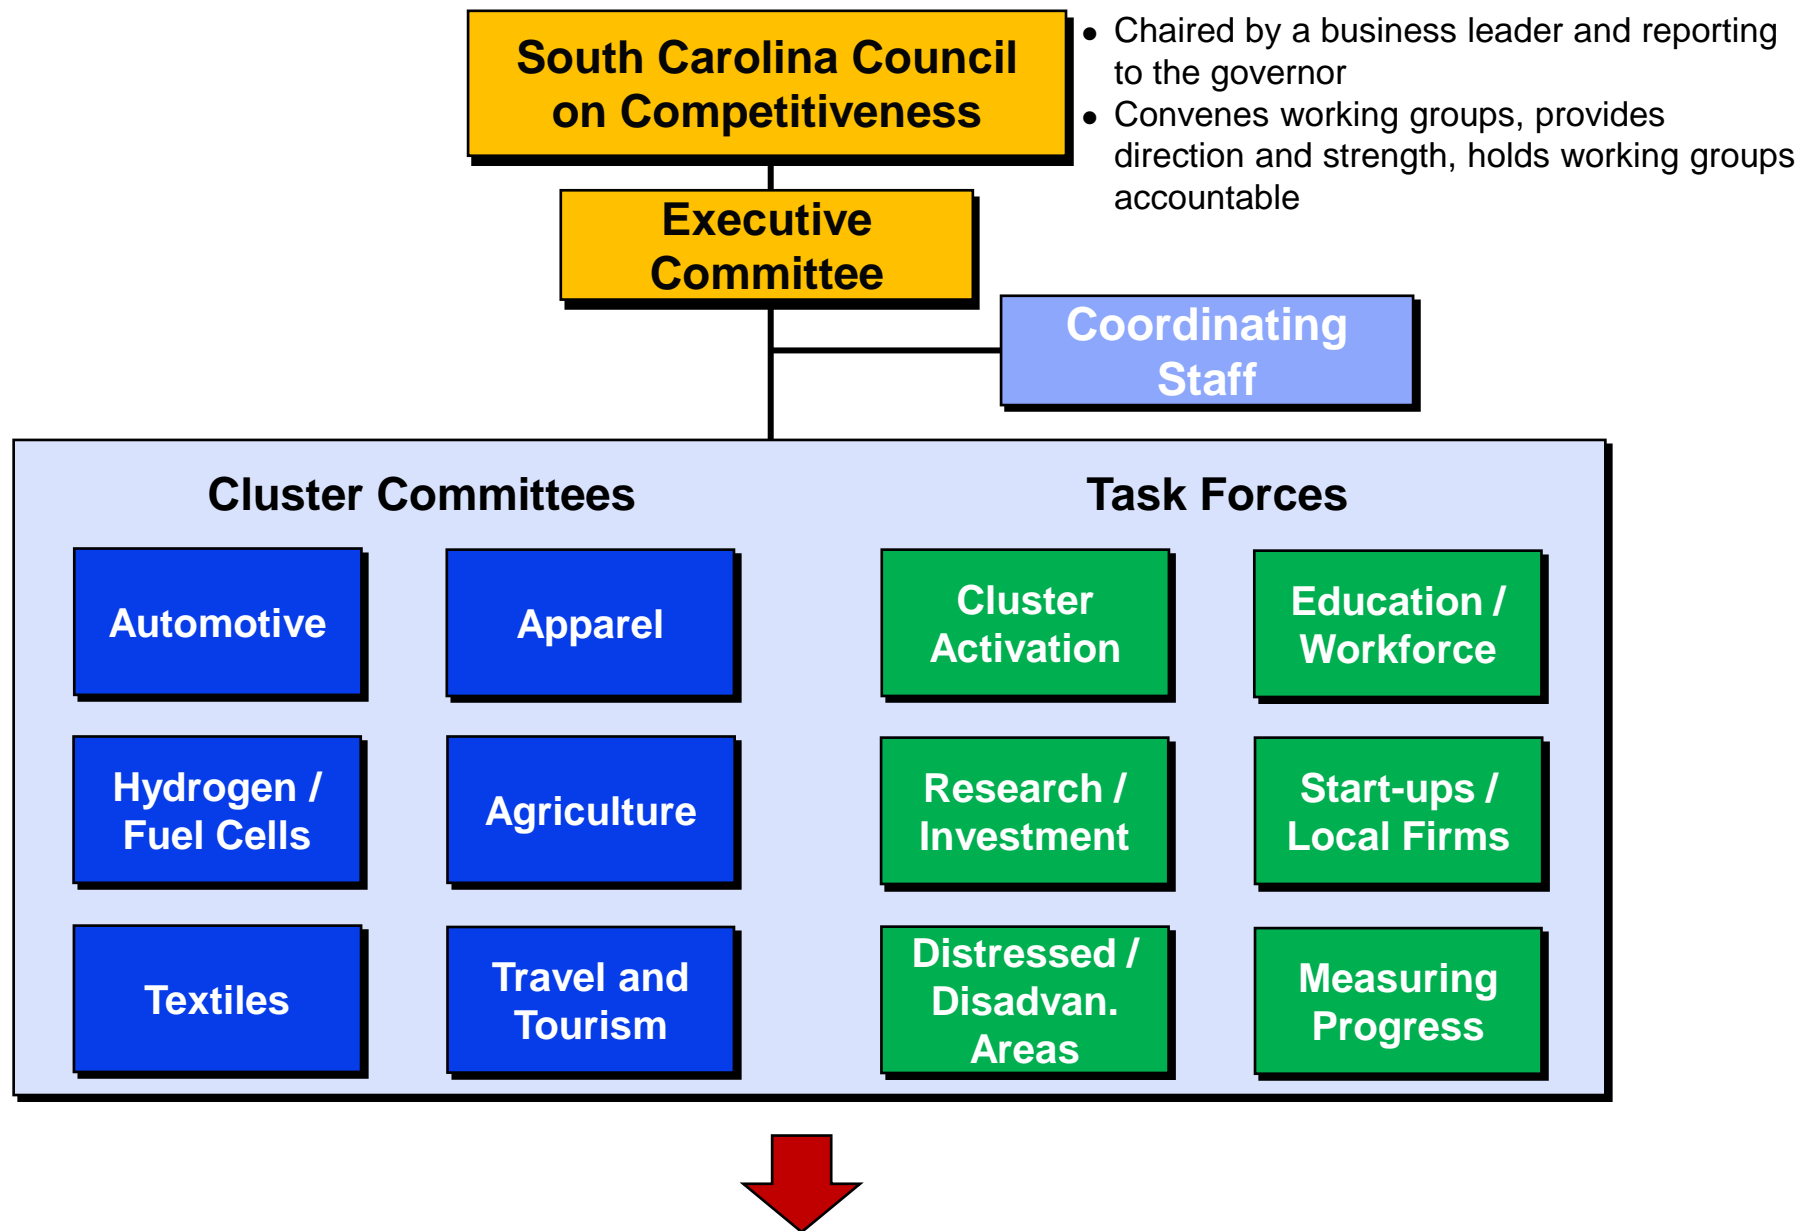 South Carolina Council
on Competitiveness
● Chaired by a business leader and reporting
to the governor
● Convenes working groups, provides
direction and strength, holds working groups
accountable
Executive
Committee
Coordinating
Staff
Cluster Committees
Task Forces
Automotive
Apparel
Cluster
Activation
Education /
Workforce
Hydrogen /
Fuel Cells
Agriculture
Research /
Investment
Start-ups /
Local Firms
Textiles
Travel and
Tourism
Distressed /
Disadvan.
Areas
Measuring
Progress